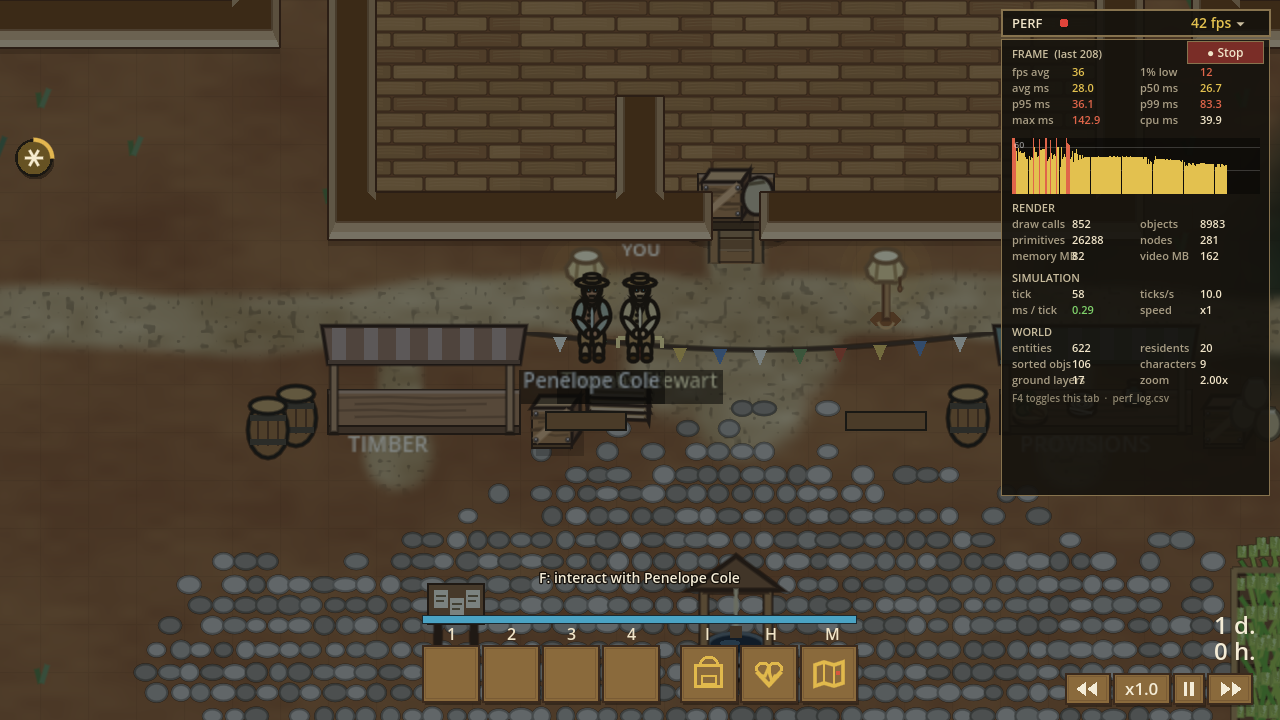 PERF 42 fps
FRAME (last 208) Stop
fps avg 36 1% low 12
avg ms 28.0 p50 ms 26.7
p95 ms 36.1 p99 ms 83.3
max ms 142.9 cpu ms 39.9
60
RENDER
draw calls 852 objects 8983
primitives 26288 nodes 281
memory MB 82 video MB 162
SIMULATION
tick 58 ticks/s 10.0
ms / tick 0.29 speed x1
WORLD
entities 622 residents 20
sorted objs 106 characters 9
ground layers 17 zoom 2.00x
F4 toggles this tab · perf_log.csv
YOU
Penelope Cole
TIMBER
PROVISIONS
F: interact with Penelope Cole
1 2 3 4 I H M
1 d.
0 h.
x1.0